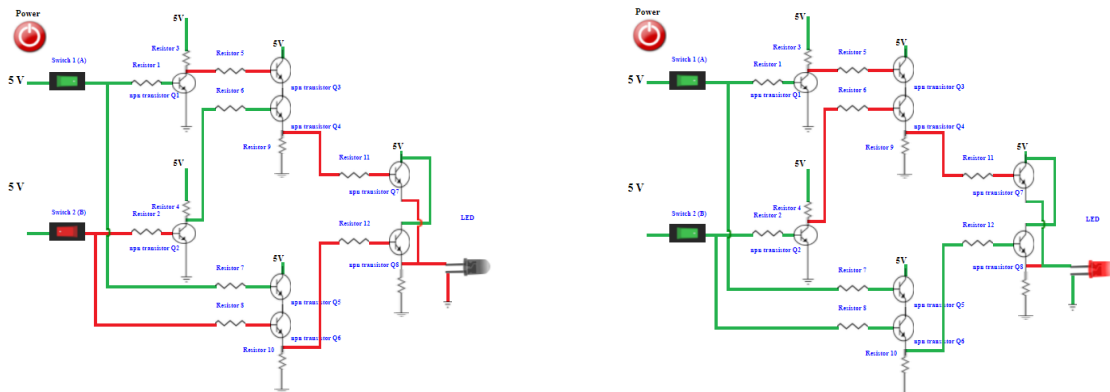 Power
5V
Resistor 3
Resistor 5
5V
Switch 1 (A)
Resistor 1
5 V
npn transistor Q1
Resistor 6
npn transistor Q3
npn transistor Q4
5V
Resistor 9
Resistor 11
5V
5 V
npn transistor Q7
Resistor 4
Switch 2 (B)
Resistor 2
Resistor 12
LED
npn transistor Q2
5V
npn transistor Q8
Resistor 7
Resistor 8
npn transistor Q5
npn transistor Q6
Resistor 10
Power
5V
Resistor 3
Resistor 5
5V
Switch 1 (A)
Resistor 1
5 V
npn transistor Q1
Resistor 6
npn transistor Q3
npn transistor Q4
5V
Resistor 9
Resistor 11
5V
5 V
npn transistor Q7
Resistor 4
Switch 2 (B)
Resistor 2
Resistor 12
LED
npn transistor Q2
5V
npn transistor Q8
Resistor 7
Resistor 8
npn transistor Q5
npn transistor Q6
Resistor 10